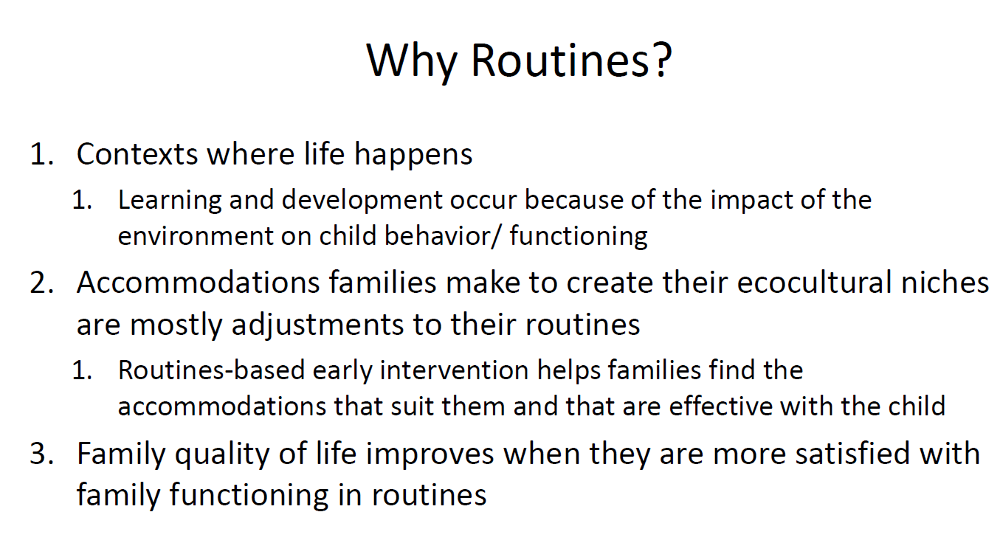 Why Routines?
1. Contexts where life happens
1. Learning and development occur because of the impact of the
environment on child behavior/ functioning
2. Accommodations families make to create their ecocultural niches
are mostly adjustments to their routines
1. Routines-based early intervention helps families find the
accommodations that suit them and that are effective with the child
3. Family quality of life improves when they are more satisfied with
family functioning in routines